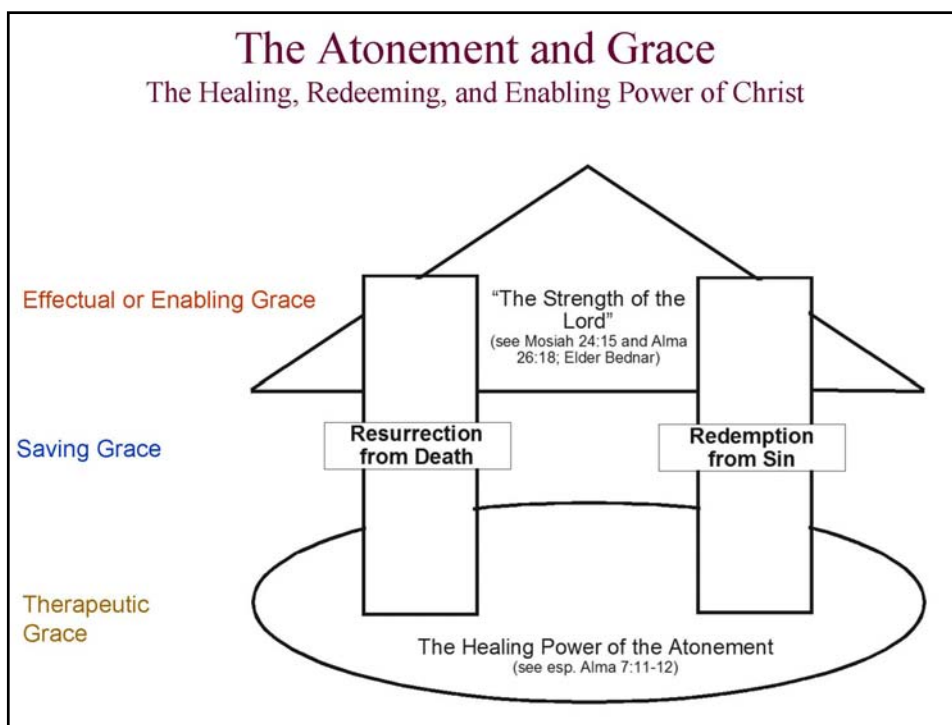 The Atonement and Grace
The Healing, Redeeming, and Enabling Power of Christ
Effectual or Enabling Grace
“The Strength of the
Lord”
(see Mosiah 24:15 and Alma
26:18; Elder Bednar)
Saving Grace
Resurrection
from Death
Redemption
from Sin
Therapeutic
Grace
The Healing Power of the Atonement
(see esp. Alma 7:11-12)